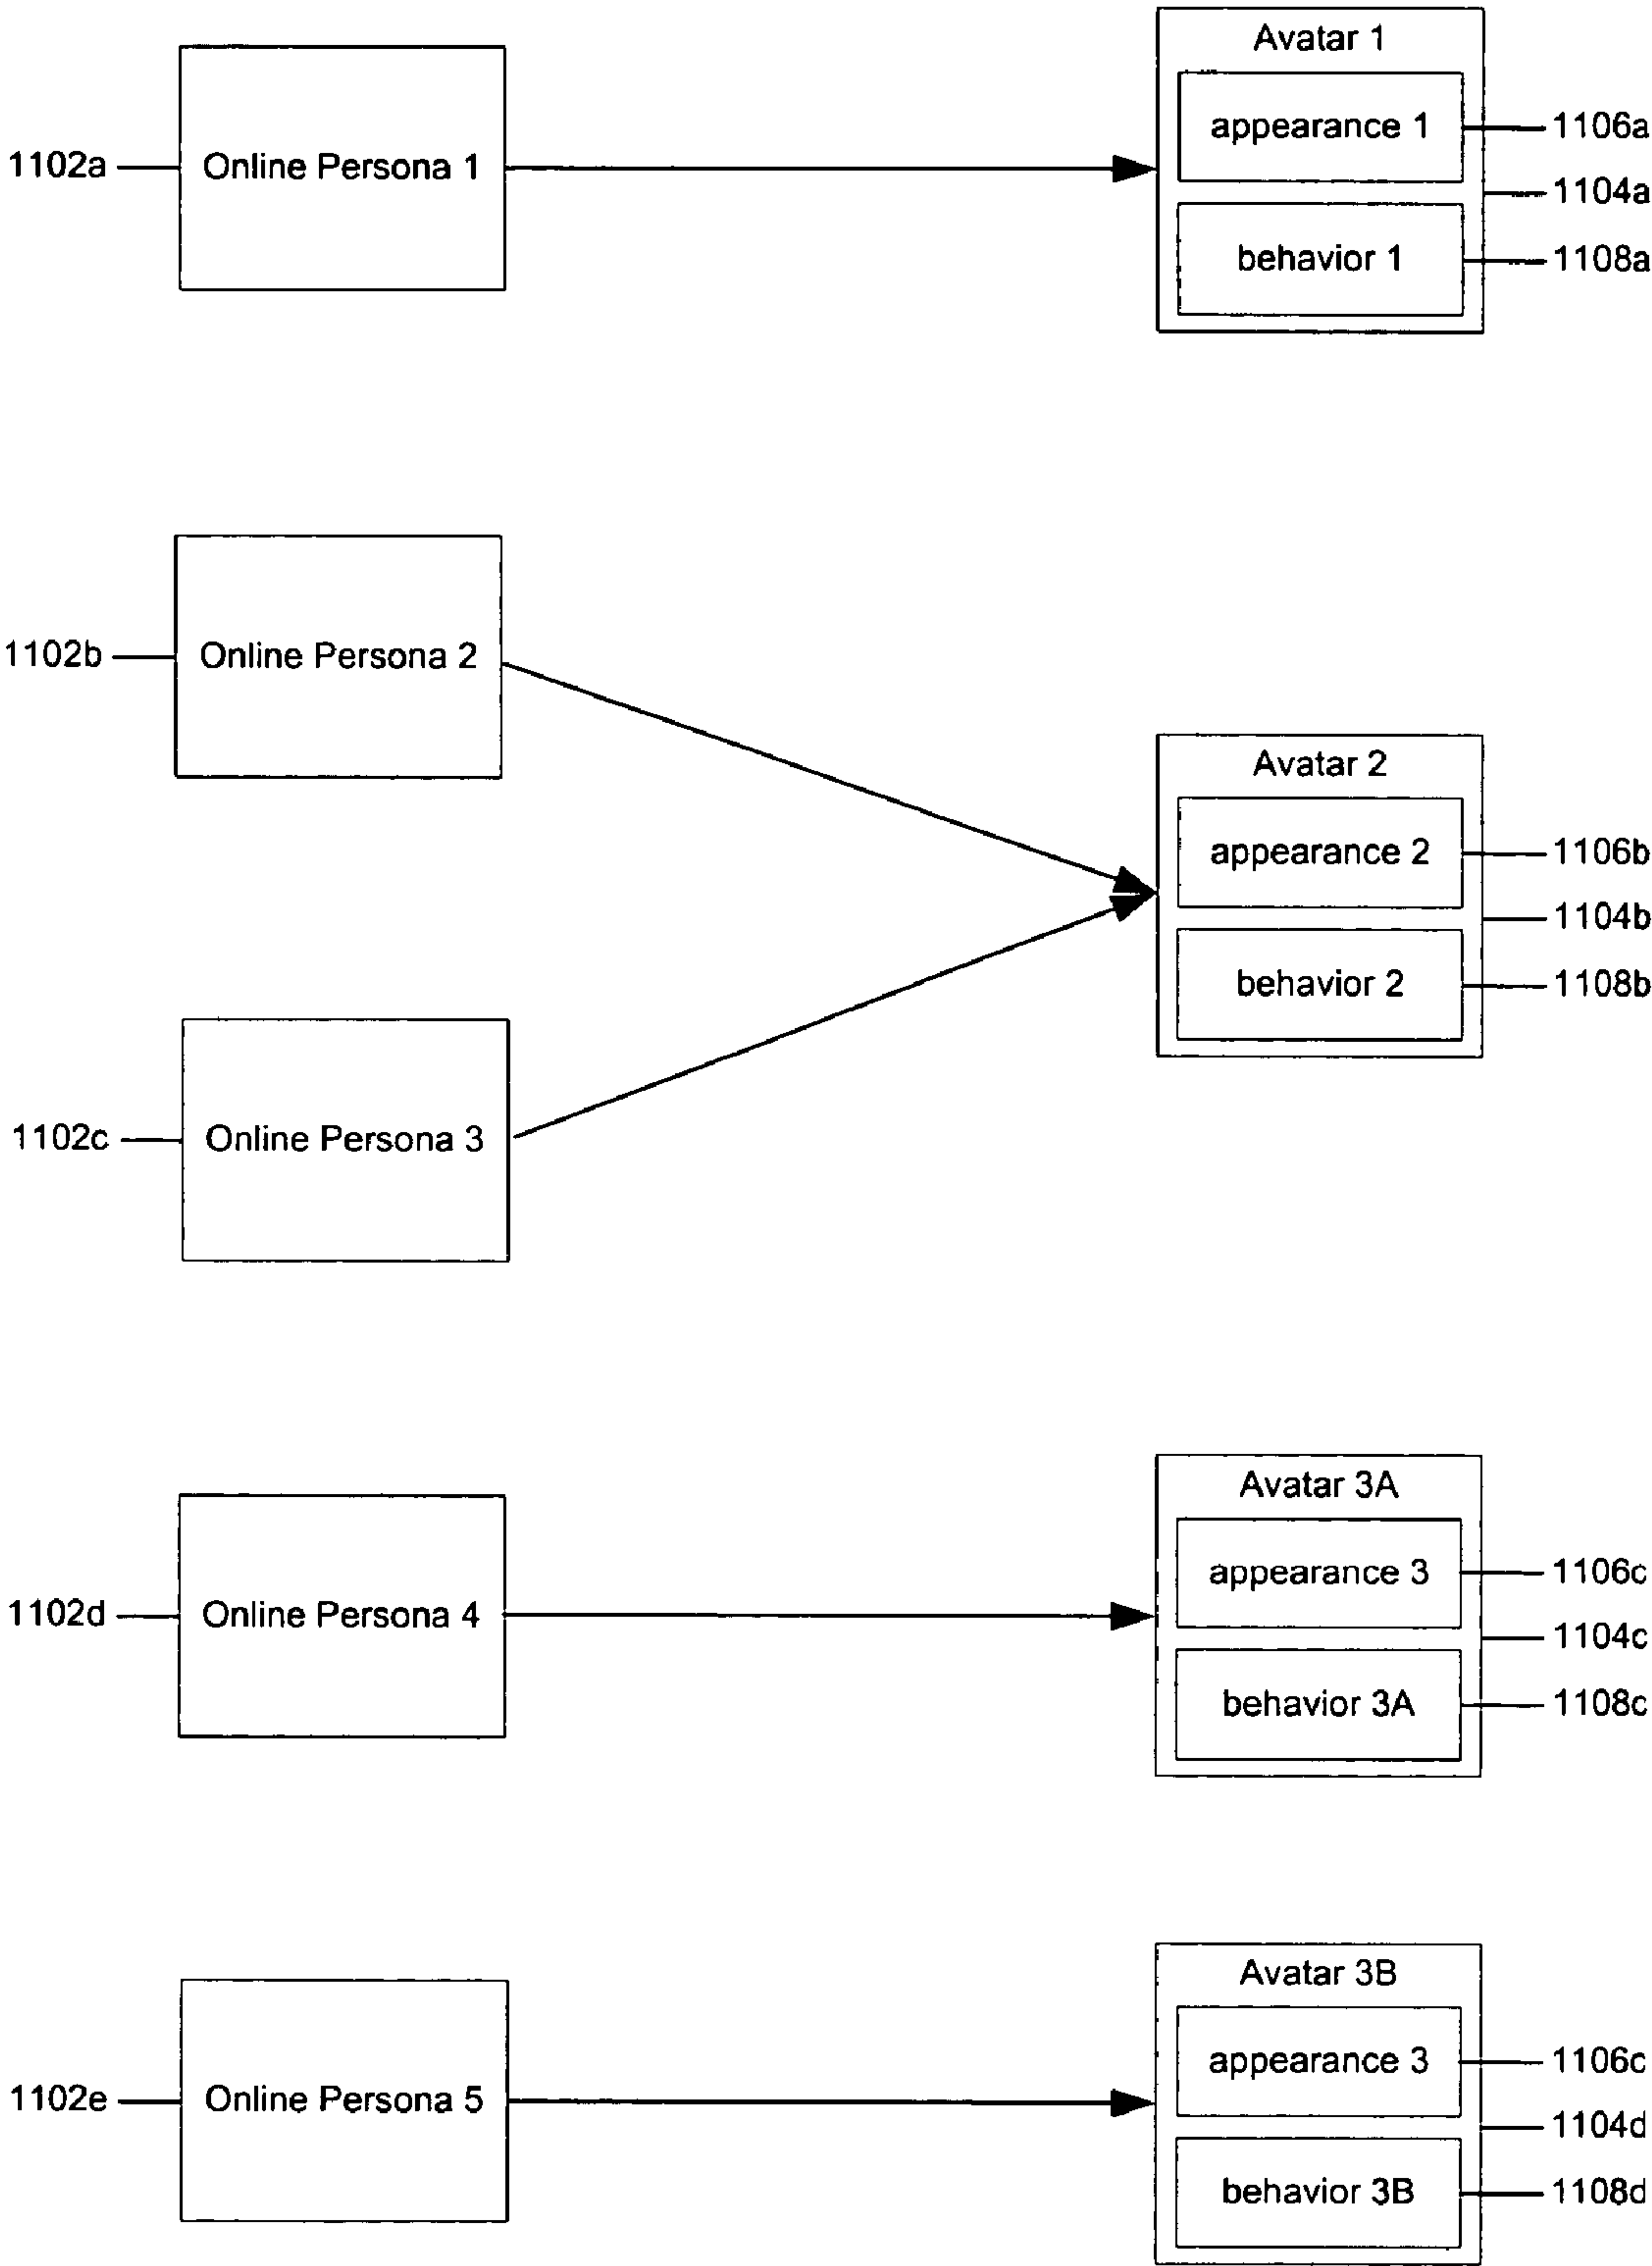 Avatar 1
appearance 1
1106a
1102a
Online Persona 1
1104a
behavior 1
1108a
1102b
Online Persona 2
Avatar 2
appearance 2
1106b
1104b
behavior 2
1108b
1102c
Online Persona 3
Avatar 3A
appearance 3
1106c
1102d
Online Persona 4
1104c
behavior 3A
1108c
Avatar 3B
appearance 3
1106c
1102e
Online Persona 5
1104d
behavior 3B
1108d